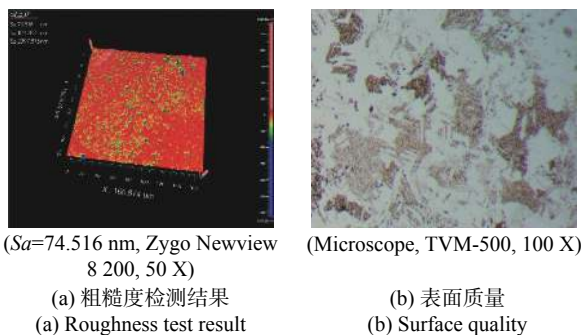 (Sa=74.516 nm, Zygo Newview
8 200, 50 X)
(a) 粗糙度检测结果
(a) Roughness test result
(Microscope, TVM-500, 100 X)
(b) 表面质量
(b) Surface quality